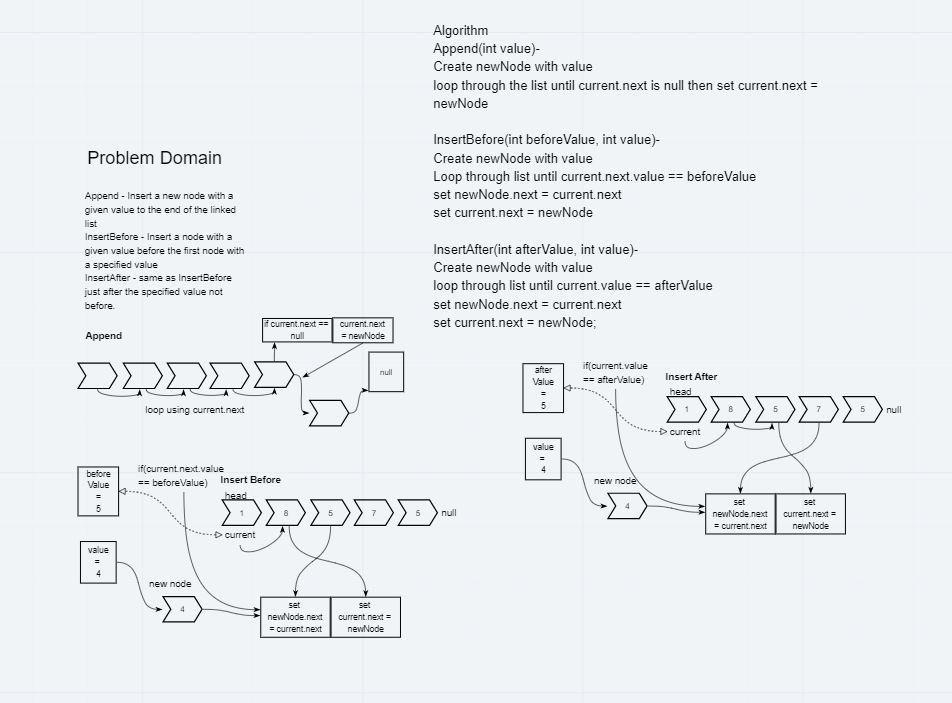 Algorithm
Append(int value)-
Create newNode with value
loop through the list until current.next is null then set current.next =
newNode
InsertBefore(int beforeValue, int value)-
Create newNode with value
Loop through list until current.next.value == beforeValue
set newNode.next = current.next
set current.next = newNode
InsertAfter(int afterValue, int value)-
Create newNode with value
loop through list until current.value == afterValue
set newNode.next = current.next
set current.next = newNode;
Problem Domain
Append - Insert a new node with a
given value to the end of the linked
list
InsertBefore - Insert a node with a
given value before the first node with
a specified value
InsertAfter - same as InsertBefore
just after the specified value not
before.
Append
if current.next ==
null
current.next
= newNode
null
loop using current.next
before
Value
=
5
if(current.next.value
== beforeValue)
Insert Before
head
1
8
5
7
5
null
current
value
=
4
new node
4
set
newNode.next
= current.next
set
current.next =
newNode
after
Value
=
5
if(current.value
== afterValue)
Insert After
head
1
8
5
7
5
null
current
value
=
4
new node
4
set
newNode.next
= current.next
set
current.next =
newNode